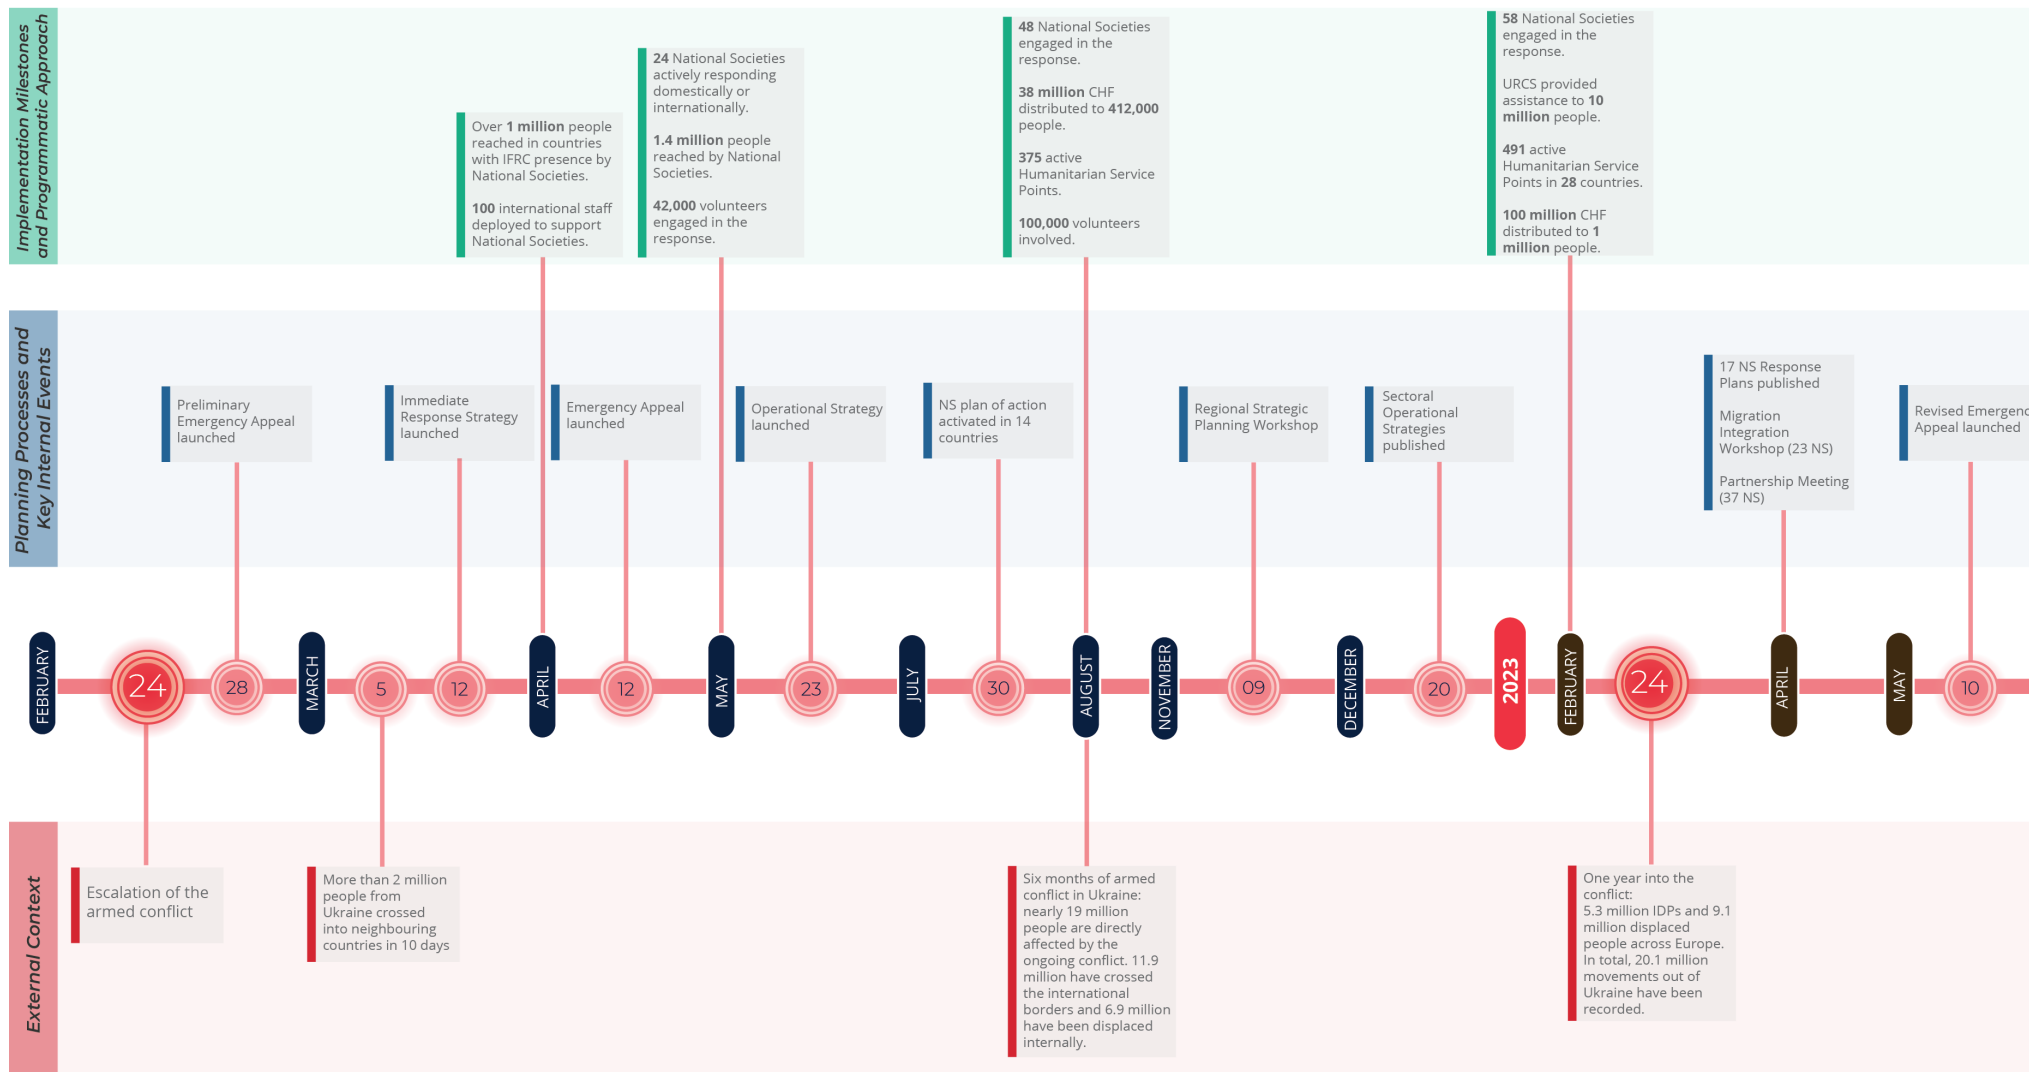 Implementation Milestones
and Programmatic Approach
Over 1 million people
reached in countries
with IFRC presence by
National Societies.
100 international staff
deployed to support
National Societies.
24 National Societies
actively responding
domestically or
internationally.
1.4 million people
reached by National
Societies.
42,000 volunteers
engaged in the
response.
48 National Societies
engaged in the
response.
38 million CHF
distributed to 412,000
people.
375 active
Humanitarian Service
Points.
100,000 volunteers
involved.
58 National Societies
engaged in the
response.
URCS provided
assistance to 10
million people.
491 active
Humanitarian Service
Points in 28 countries.
100 million CHF
distributed to 1
million people.
Planning Processes and
Key Internal Events
Preliminary
Emergency Appeal
launched
Immediate
Response Strategy
launched
Emergency Appeal
launched
Operational Strategy
launched
NS plan of action
activated in 14
countries
Regional Strategic
Planning Workshop
Sectoral
Operational
Strategies
published
17 NS Response
Plans published
Migration
Integration
Workshop (23 NS)
Partnership Meeting
(37 NS)
Revised Emergenc
Appeal launched
FEBRUARY
24
28
MARCH
5
12
APRIL
12
MAY
23
JULY
30
AUGUST
NOVEMBER
09
DECEMBER
20
2023
FEBRUARY
24
APRIL
MAY
10
External Context
Escalation of the
armed conflict
More than 2 million
people from
Ukraine crossed
into neighbouring
countries in 10 days
Six months of armed
conflict in Ukraine:
nearly 19 million
people are directly
affected by the
ongoing conflict. 11.9
million have crossed
the international
borders and 6.9 million
have been displaced
internally.
One year into the
conflict:
5.3 million IDPs and 9.1
million displaced
people across Europe.
In total, 20.1 million
movements out of
Ukraine have been
recorded.